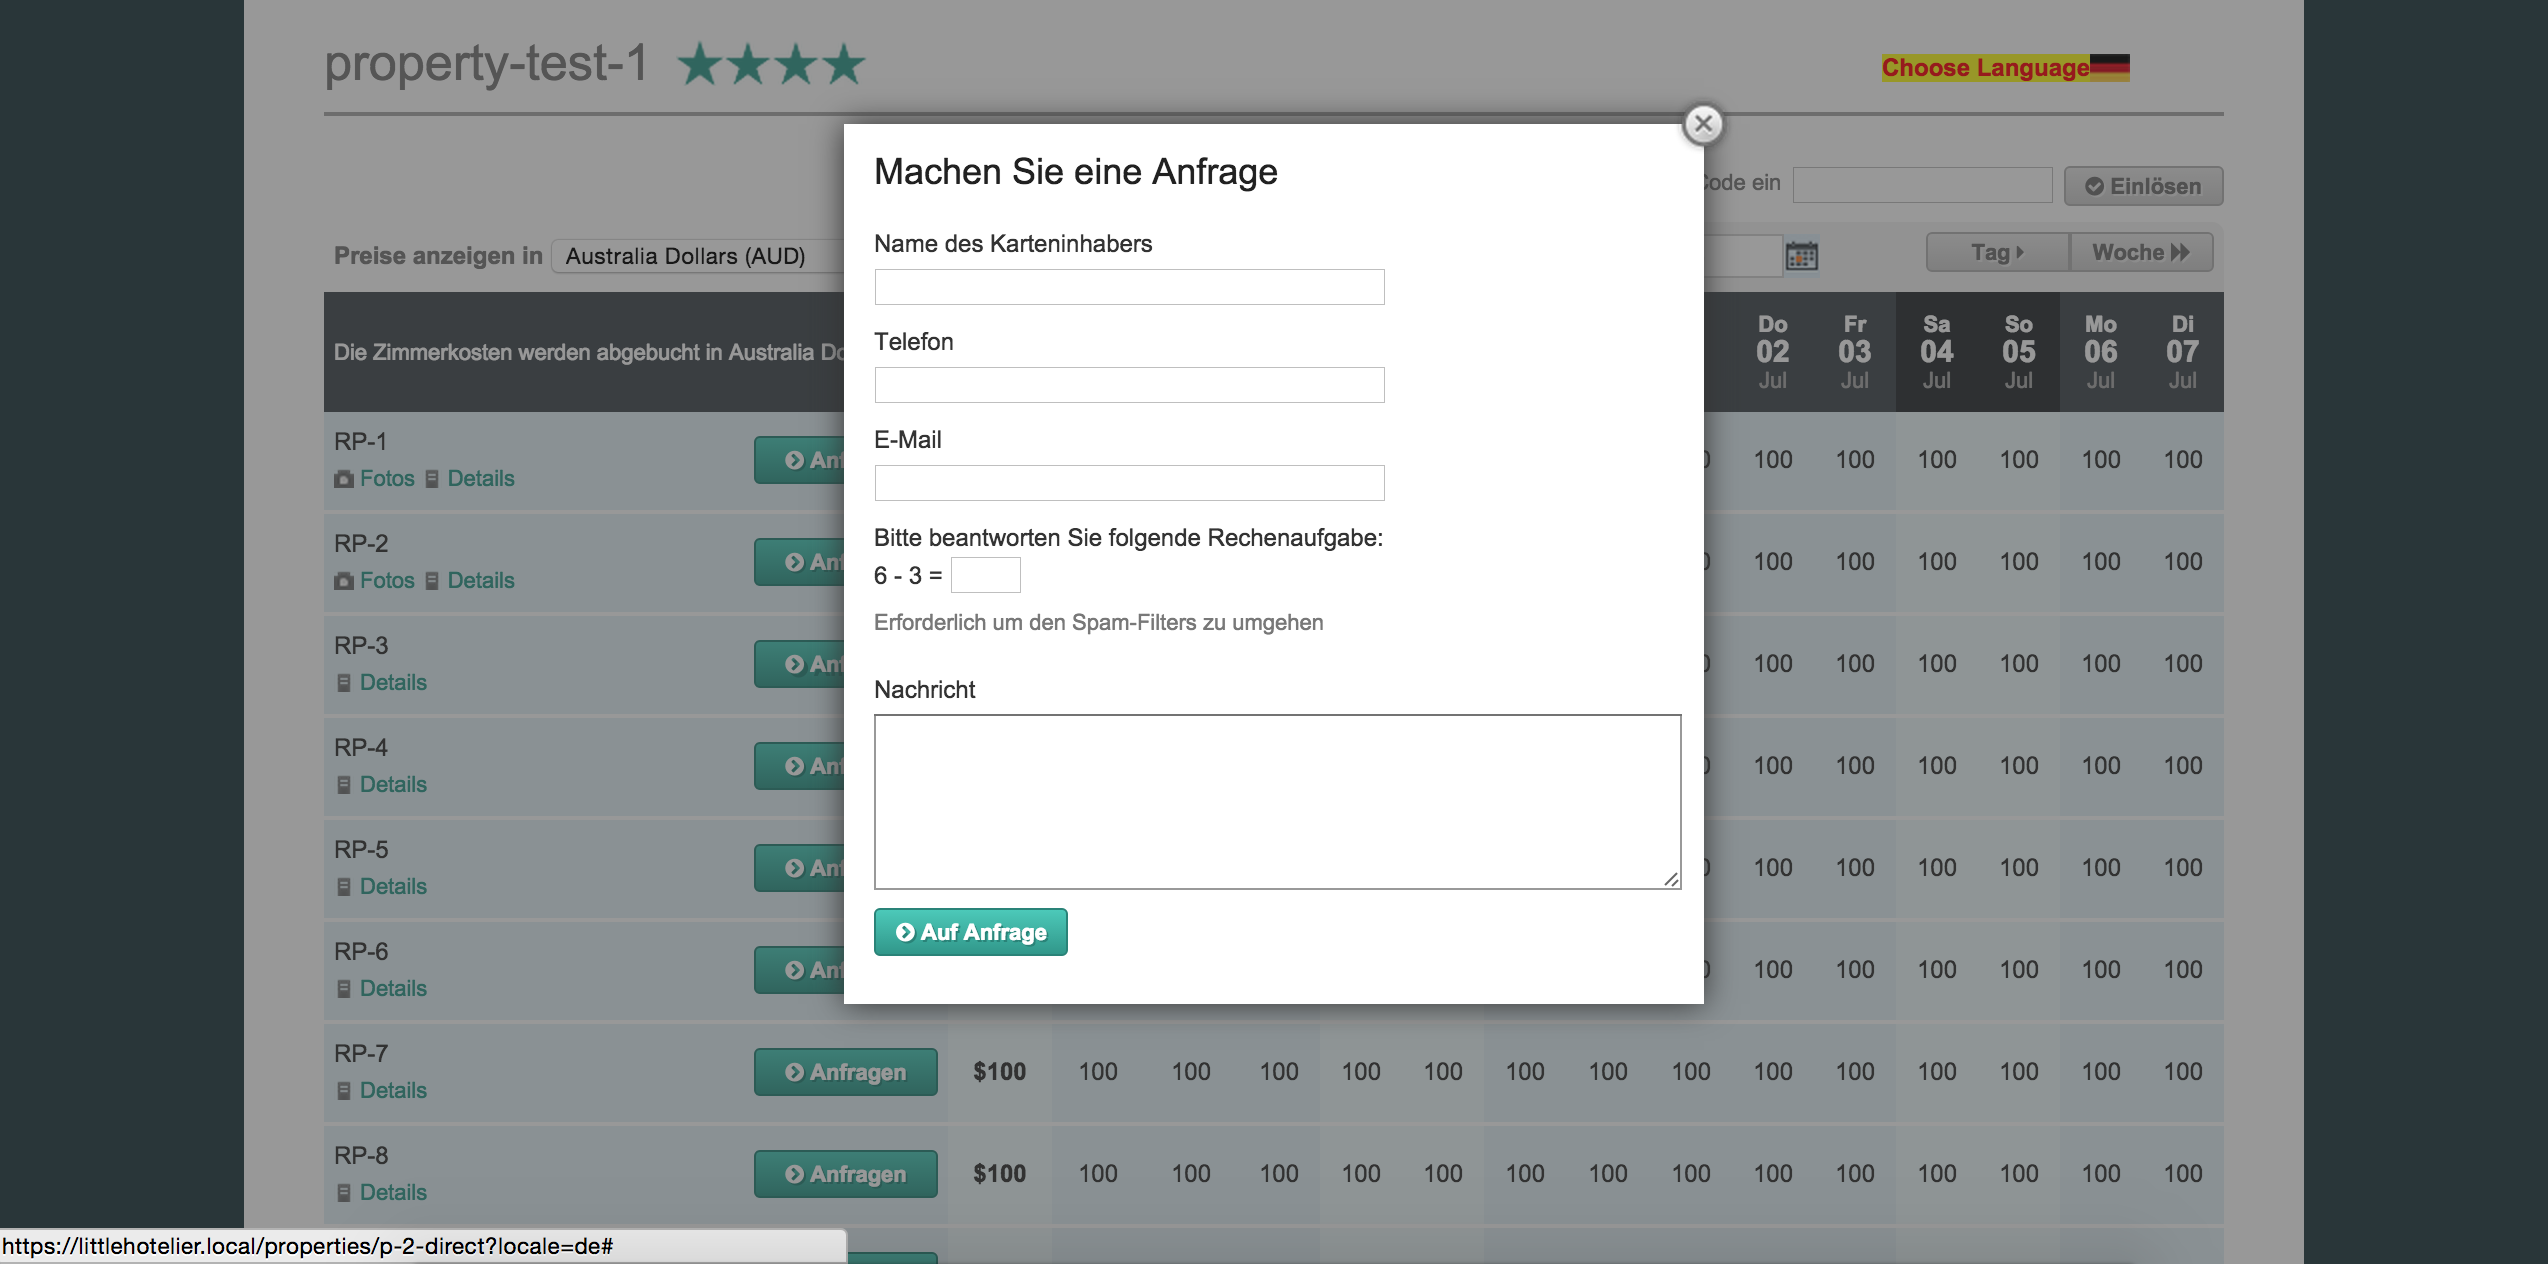 property-test-1
Choose Language
Machen Sie eine Anfrage
Code ein
Einlösen
Name des Karteninhabers
Preise anzeigen in Australia Dollars (AUD)
Tag
Woche
Die Zimmerkosten werden abgebucht in Australia
Do Fr Sa So Mo Di
02 03 04 05 06 07
Jul Jul Jul Jul Jul Jul
Telefon
E-Mail
Bitte beantworten Sie folgende Rechenaufgabe:
6 - 3 =
Erforderlich um den Spam-Filters zu umgehen
Nachricht
Auf Anfrage
RP-1
100 100 100 100 100 100
Fotos Details
RP-2
100 100 100 100 100 100
Fotos Details
RP-3
100 100 100 100 100 100
Details
RP-4
100 100 100 100 100 100
Details
RP-5
100 100 100 100 100 100
Details
RP-6
100 100 100 100 100 100
Details
RP-7
Anfragen $100 100 100 100 100 100 100 100 100 100 100 100 100 100 100
Details
RP-8
Anfragen $100 100 100 100 100 100 100 100 100 100 100 100 100 100 100
Details
https://littlehotelier.local/properties/p-2-direct?locale=de#